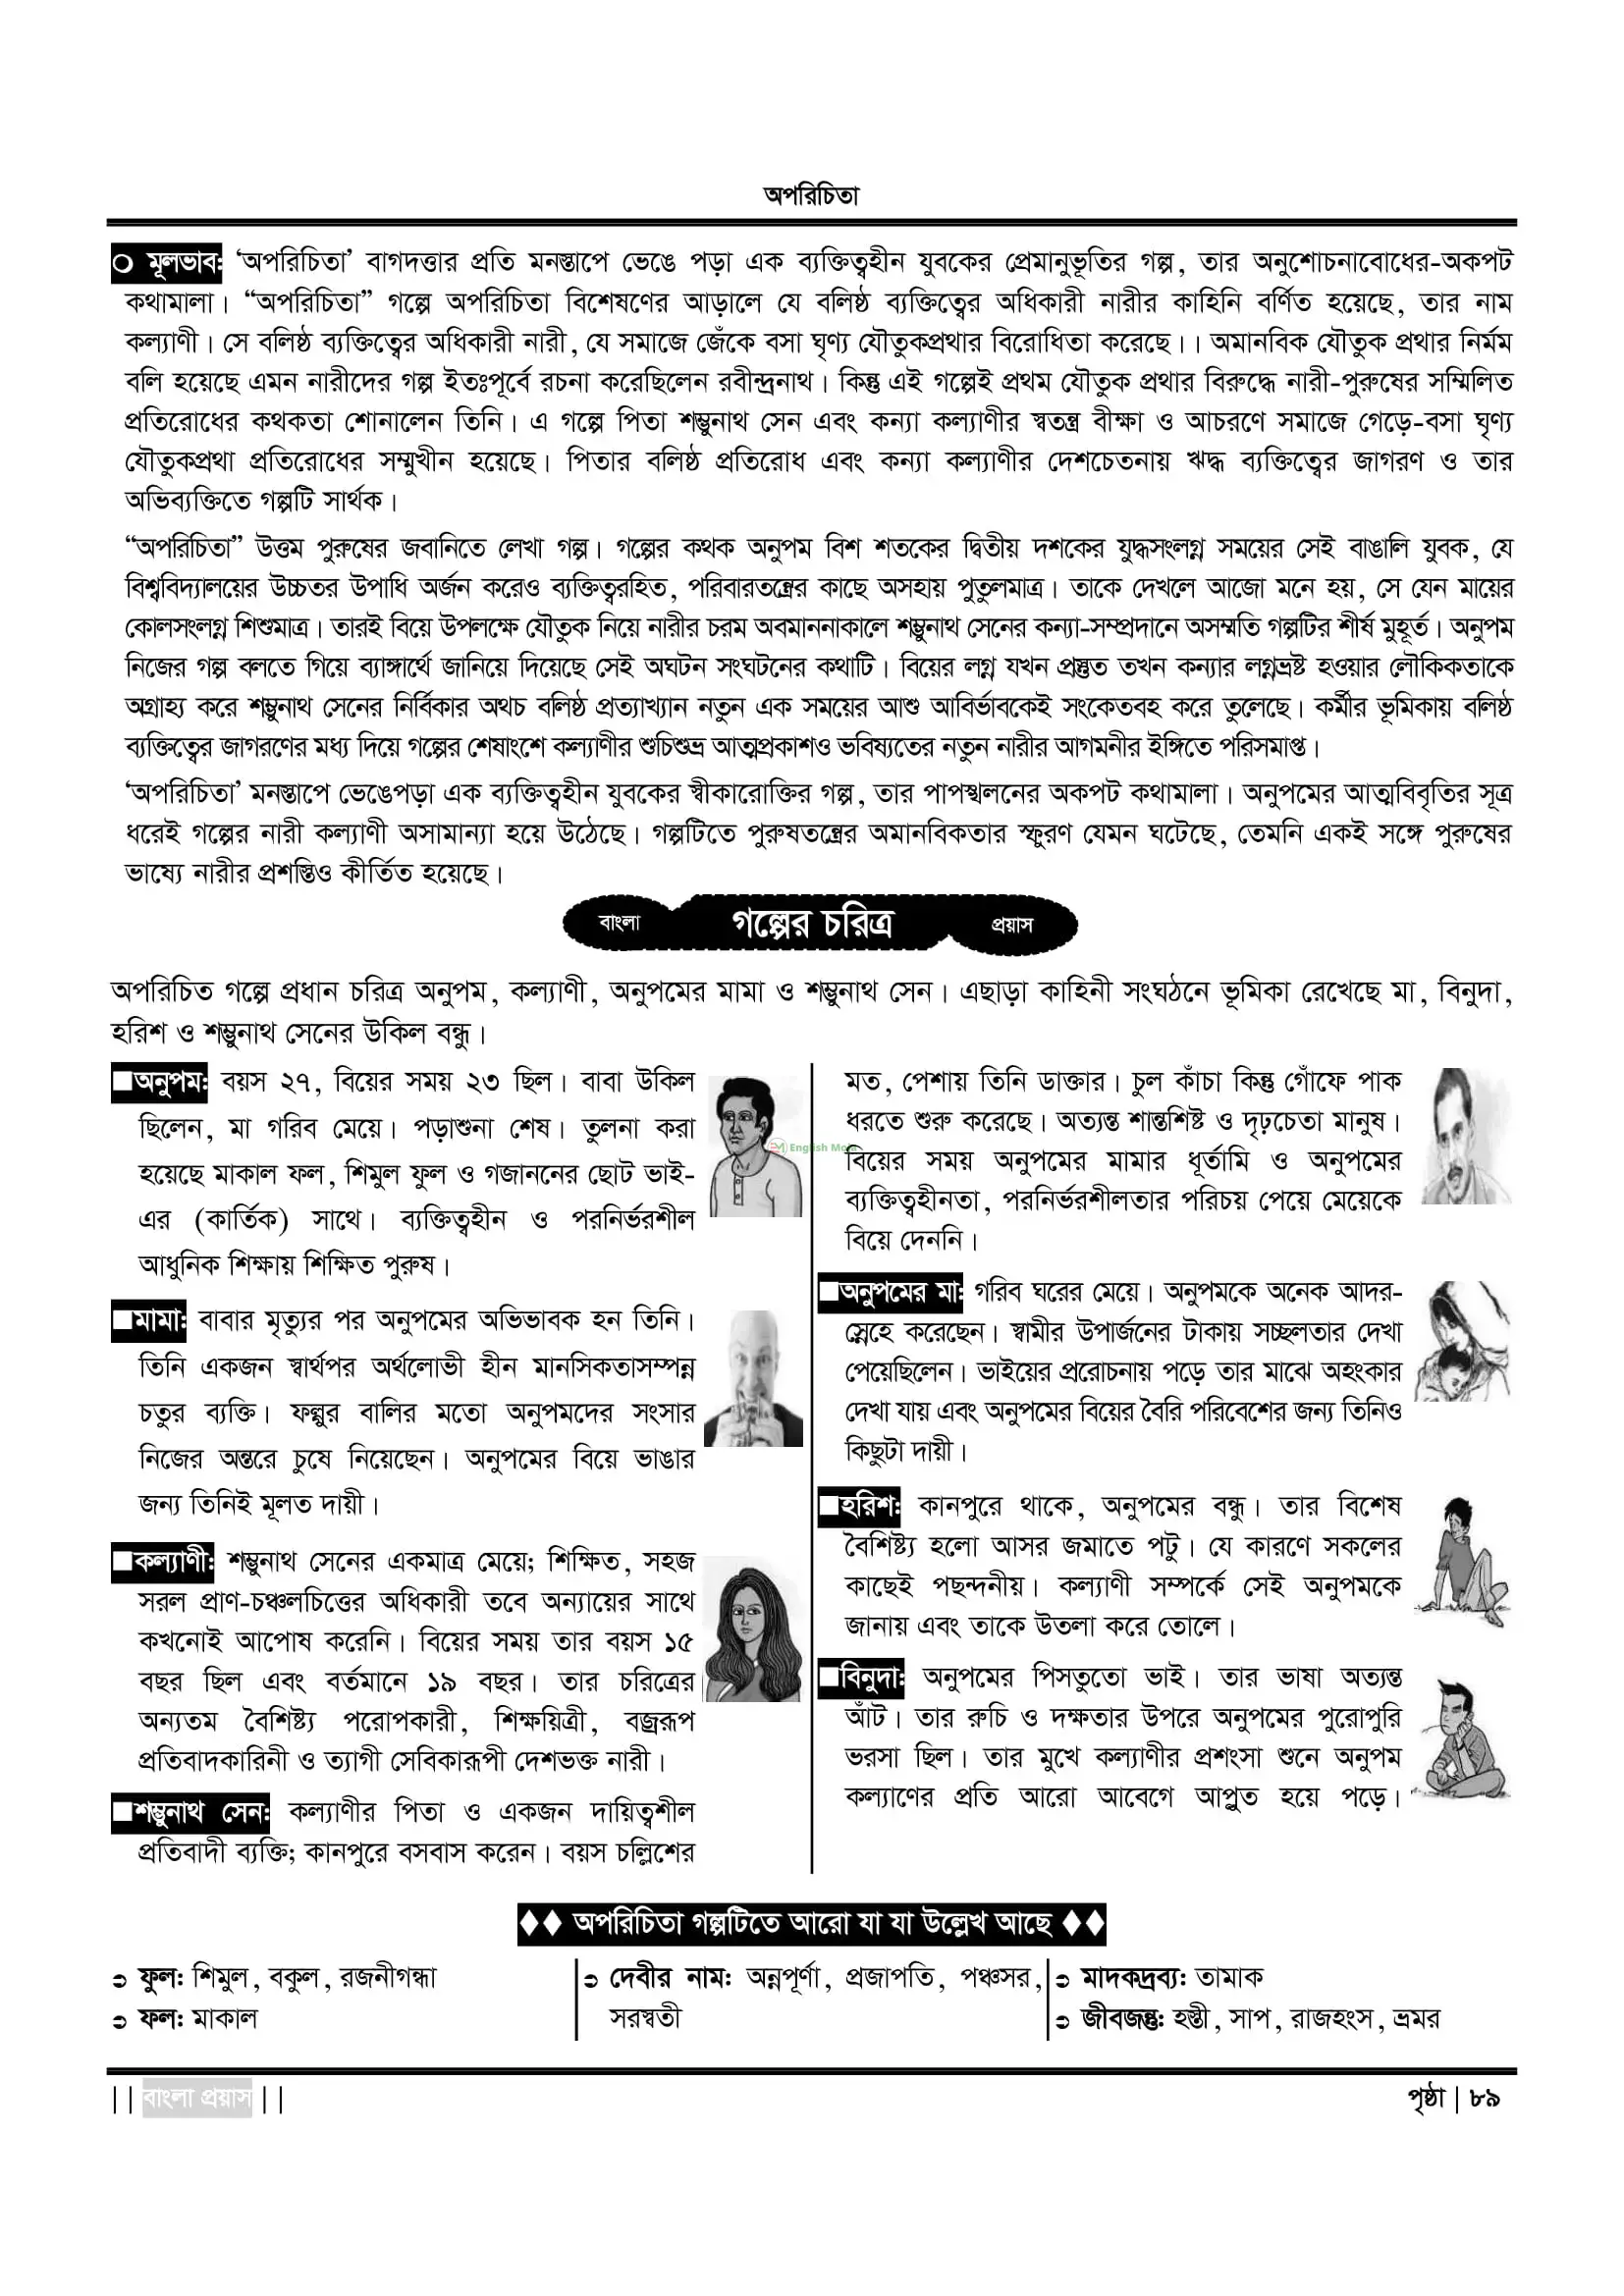 অপরিচিতা
❍ মূলভাব: ‘অপরিচিতা’ বাগদত্তার প্রতি মনস্তাপে ভেঙে পড়া এক ব্যক্তিত্বহীন যুবকের প্রেমানুভূতির গল্প, তার অনুশোচনাবোধের-অকপট
কথামালা। “অপরিচিতা” গল্পে অপরিচিতা বিশেষণের আড়ালে যে বলিষ্ঠ ব্যক্তিত্বের অধিকারী নারীর কাহিনি বর্ণিত হয়েছে, তার নাম
কল্যাণী। সে বলিষ্ঠ ব্যক্তিত্বের অধিকারী নারী, যে সমাজে জেঁকে বসা ঘৃণ্য যৌতুকপ্রথার বিরোধিতা করেছে।। অমানবিক যৌতুক প্রথার নির্মম
বলি হয়েছে এমন নারীদের গল্প ইতঃপূর্বে রচনা করেছিলেন রবীন্দ্রনাথ। কিন্তু এই গল্পেই প্রথম যৌতুক প্রথার বিরুদ্ধে নারী-পুরুষের সম্মিলিত
প্রতিরোধের কথকতা শোনালেন তিনি। এ গল্পে পিতা শম্ভুনাথ সেন এবং কন্যা কল্যাণীর স্বতন্ত্র বীক্ষা ও আচরণে সমাজে গেড়ে-বসা ঘৃণ্য
যৌতুকপ্রথা প্রতিরোধের সম্মুখীন হয়েছে। পিতার বলিষ্ঠ প্রতিরোধ এবং কন্যা কল্যাণীর দেশচেতনায় ঋদ্ধ ব্যক্তিত্বের জাগরণ ও তার
অভিব্যক্তিতে গল্পটি সার্থক।
“অপরিচিতা” উত্তম পুরুষের জবানিতে লেখা গল্প। গল্পের কথক অনুপম বিশ শতকের দ্বিতীয় দশকের যুদ্ধসংলগ্ন সময়ের সেই বাঙালি যুবক, যে
বিশ্ববিদ্যালয়ের উচ্চতর উপাধি অর্জন করেও ব্যক্তিত্বরহিত, পরিবারতন্ত্রের কাছে অসহায় পুতুলমাত্র। তাকে দেখলে আজো মনে হয়, সে যেন মায়ের
কোলসংলগ্ন শিশুমাত্র। তারই বিয়ে উপলক্ষে যৌতুক নিয়ে নারীর চরম অবমাননাকালে শম্ভুনাথ সেনের কন্যা-সম্প্রদানে অসম্মতি গল্পটির শীর্ষ মুহূর্ত। অনুপম
নিজের গল্প বলতে গিয়ে ব্যাঙ্গার্থে জানিয়ে দিয়েছে সেই অঘটন সংঘটনের কথাটি। বিয়ের লগ্ন যখন প্রস্তুত তখন কন্যার লগ্নভ্রষ্ট হওয়ার লৌকিকতাকে
অগ্রাহ্য করে শম্ভুনাথ সেনের নির্বিকার অথচ বলিষ্ঠ প্রত্যাখ্যান নতুন এক সময়ের আশু আবির্ভাবকেই সংকেতবহ করে তুলেছে। কর্মীর ভূমিকায় বলিষ্ঠ
ব্যক্তিত্বের জাগরণের মধ্য দিয়ে গল্পের শেষাংশে কল্যাণীর শুচিশুভ্র আত্মপ্রকাশও ভবিষ্যতের নতুন নারীর আগমনীর ইঙ্গিতে পরিসমাপ্ত।
‘অপরিচিতা’ মনস্তাপে ভেঙেপড়া এক ব্যক্তিত্বহীন যুবকের স্বীকারোক্তির গল্প, তার পাপস্খলনের অকপট কথামালা। অনুপমের আত্মবিবৃতির সূত্র
ধরেই গল্পের নারী কল্যাণী অসামান্যা হয়ে উঠেছে। গল্পটিতে পুরুষতন্ত্রের অমানবিকতার স্ফুরণ যেমন ঘটেছে, তেমনি একই সঙ্গে পুরুষের
ভাষ্যে নারীর প্রশস্তিও কীর্তিত হয়েছে।
বাংলা গল্পের চরিত্র প্রয়াস
অপরিচিত গল্পে প্রধান চরিত্র অনুপম, কল্যাণী, অনুপমের মামা ও শম্ভুনাথ সেন। এছাড়া কাহিনী সংঘঠনে ভূমিকা রেখেছে মা, বিনুদা,
হরিশ ও শম্ভুনাথ সেনের উকিল বন্ধু।
■অনুপম: বয়স ২৭, বিয়ের সময় ২৩ ছিল। বাবা উকিল
ছিলেন, মা গরিব মেয়ে। পড়াশুনা শেষ। তুলনা করা
হয়েছে মাকাল ফল, শিমুল ফুল ও গজাননের ছোট ভাই-
এর (কার্তিক) সাথে। ব্যক্তিত্বহীন ও পরনির্ভরশীল
আধুনিক শিক্ষায় শিক্ষিত পুরুষ।
■মামা: বাবার মৃত্যুর পর অনুপমের অভিভাবক হন তিনি।
তিনি একজন স্বার্থপর অর্থলোভী হীন মানসিকতাসম্পন্ন
চতুর ব্যক্তি। ফল্গুর বালির মতো অনুপমদের সংসার
নিজের অন্তরে চুষে নিয়েছেন। অনুপমের বিয়ে ভাঙার
জন্য তিনিই মূলত দায়ী।
■কল্যাণী: শম্ভুনাথ সেনের একমাত্র মেয়ে; শিক্ষিত, সহজ
সরল প্রাণ-চঞ্চলচিত্তের অধিকারী তবে অন্যায়ের সাথে
কখনোই আপোষ করেনি। বিয়ের সময় তার বয়স ১৫
বছর ছিল এবং বর্তমানে ১৯ বছর। তার চরিত্রের
অন্যতম বৈশিষ্ট্য পরোপকারী, শিক্ষয়িত্রী, বজ্ররূপ
প্রতিবাদকারিনী ও ত্যাগী সেবিকারূপী দেশভক্ত নারী।
■শম্ভুনাথ সেন: কল্যাণীর পিতা ও একজন দায়িত্বশীল
প্রতিবাদী ব্যক্তি; কানপুরে বসবাস করেন। বয়স চল্লিশের
মত, পেশায় তিনি ডাক্তার। চুল কাঁচা কিন্তু গোঁফে পাক
ধরতে শুরু করেছে। অত্যন্ত শান্তশিষ্ট ও দৃঢ়চেতা মানুষ।
বিয়ের সময় অনুপমের মামার ধূর্তামি ও অনুপমের
ব্যক্তিত্বহীনতা, পরনির্ভরশীলতার পরিচয় পেয়ে মেয়েকে
বিয়ে দেননি।
■অনুপমের মা: গরিব ঘরের মেয়ে। অনুপমকে অনেক আদর-
স্নেহে করেছেন। স্বামীর উপার্জনের টাকায় সচ্ছলতার দেখা
পেয়েছিলেন। ভাইয়ের প্ররোচনায় পড়ে তার মাঝে অহংকার
দেখা যায় এবং অনুপমের বিয়ের বৈরি পরিবেশের জন্য তিনিও
কিছুটা দায়ী।
■হরিশ: কানপুরে থাকে, অনুপমের বন্ধু। তার বিশেষ
বৈশিষ্ট্য হলো আসর জমাতে পটু। যে কারণে সকলের
কাছেই পছন্দনীয়। কল্যাণী সম্পর্কে সেই অনুপমকে
জানায় এবং তাকে উতলা করে তোলে।
■বিনুদা: অনুপমের পিসতুতো ভাই। তার ভাষা অত্যন্ত
আঁট। তার রুচি ও দক্ষতার উপরে অনুপমের পুরোপুরি
ভরসা ছিল। তার মুখে কল্যাণীর প্রশংসা শুনে অনুপম
কল্যাণের প্রতি আরো আবেগে আপ্লুত হয়ে পড়ে।
English Moja
♦♦ অপরিচিতা গল্পটিতে আরো যা যা উল্লেখ আছে ♦♦
➲ ফুল: শিমুল, বকুল, রজনীগন্ধা
➲ ফল: মাকাল
➲ দেবীর নাম: অন্নপূর্ণা, প্রজাপতি, পঞ্চসর,
সরস্বতী
➲ মাদকদ্রব্য: তামাক
➲ জীবজন্তু: হস্তী, সাপ, রাজহংস, ভ্রমর
|| বাংলা প্রয়াস ||
পৃষ্ঠা | ৮৯